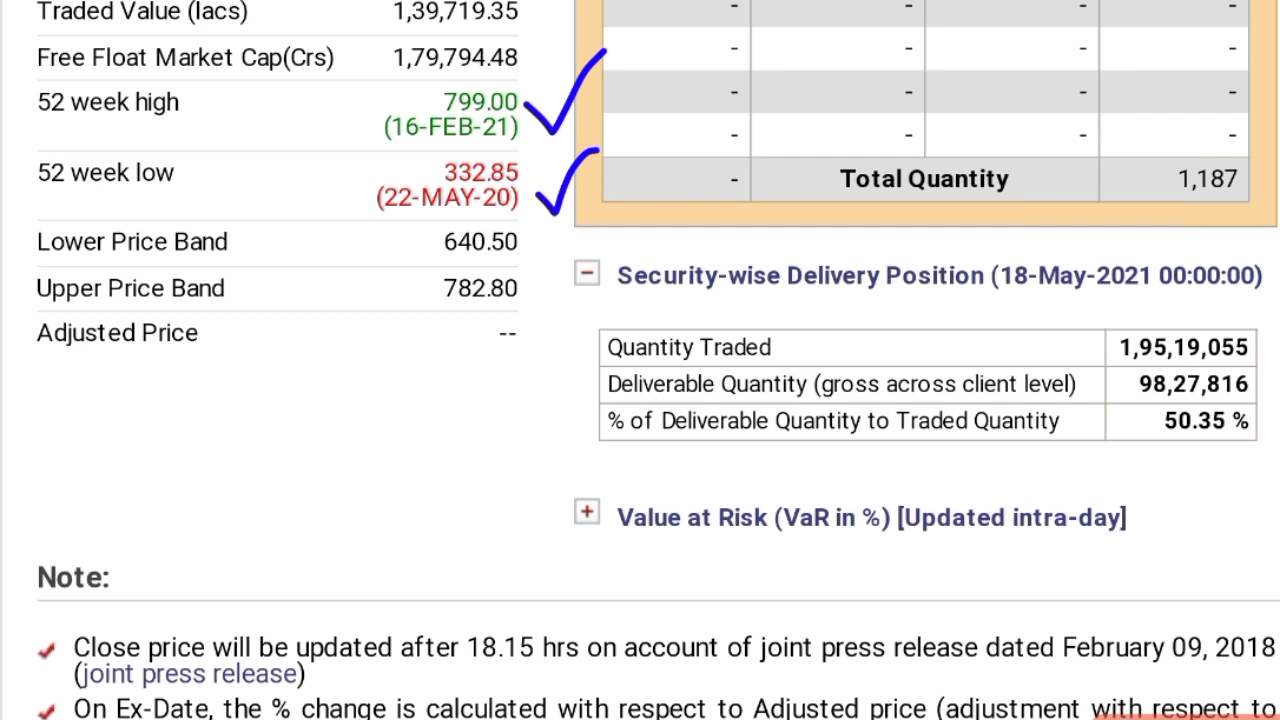 Traded Value (lacs) 1,39,719.35
Free Float Market Cap(Crs) 1,79,794.48
52 week high 799.00
(16-FEB-21)
52 week low 332.85
(22-MAY-20)
Lower Price Band 640.50
Upper Price Band 782.80
Adjusted Price --
- - - -
- - - -
- - - -
- - - -
- Total Quantity 1,187
Security-wise Delivery Position (18-May-2021 00:00:00)
Quantity Traded 1,95,19,055
Deliverable Quantity (gross across client level) 98,27,816
% of Deliverable Quantity to Traded Quantity 50.35 %
Value at Risk (VaR in %) [Updated intra-day]
Note:
Close price will be updated after 18.15 hrs on account of joint press release dated February 09, 2018
(joint press release)
On Ex-Date, the % change is calculated with respect to Adjusted price (adjustment with respect to